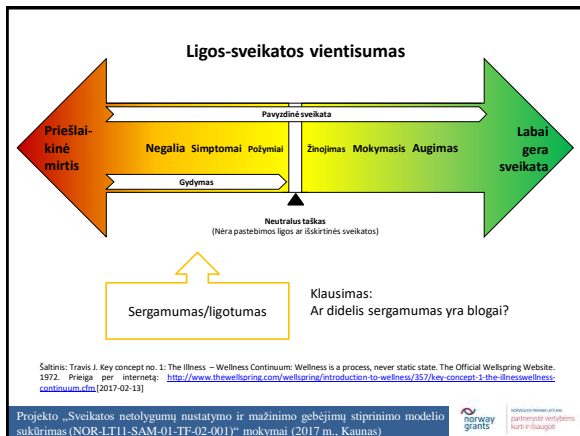 Ligos-sveikatos vientisumas
Pavyzdinė sveikata
Priešlai-
kinė
mirtis
Negalia Simptomai Požymiai
Žinojimas Mokymasis Augimas
Labai
gera
sveikata
Gydymas
Neutralus taškas
(Nėra pastebimos ligos ar išskirtinės sveikatos)
Sergamumas/ligotumas
Klausimas:
Ar didelis sergamumas yra blogai?
Šaltinis: Travis J. Key concept no. 1: The Illness – Wellness Continuum: Wellness is a process, never static state. The Official Wellspring Website.
1972. Prieiga per internetą: http://www.thewellspring.com/wellspring/introduction-to-wellness/357/key-concept-1-the-illnesswellness-
continuum.cfm [2017-02-13]
Projekto „Sveikatos netolygumų nustatymo ir mažinimo gebėjimų stiprinimo modelio
sukūrimas (NOR-LT11-SAM-01-TF-02-001)“ mokymai (2017 m., Kaunas)
norway
grants
partnerystė vertybėms
kurti ir išsaugoti